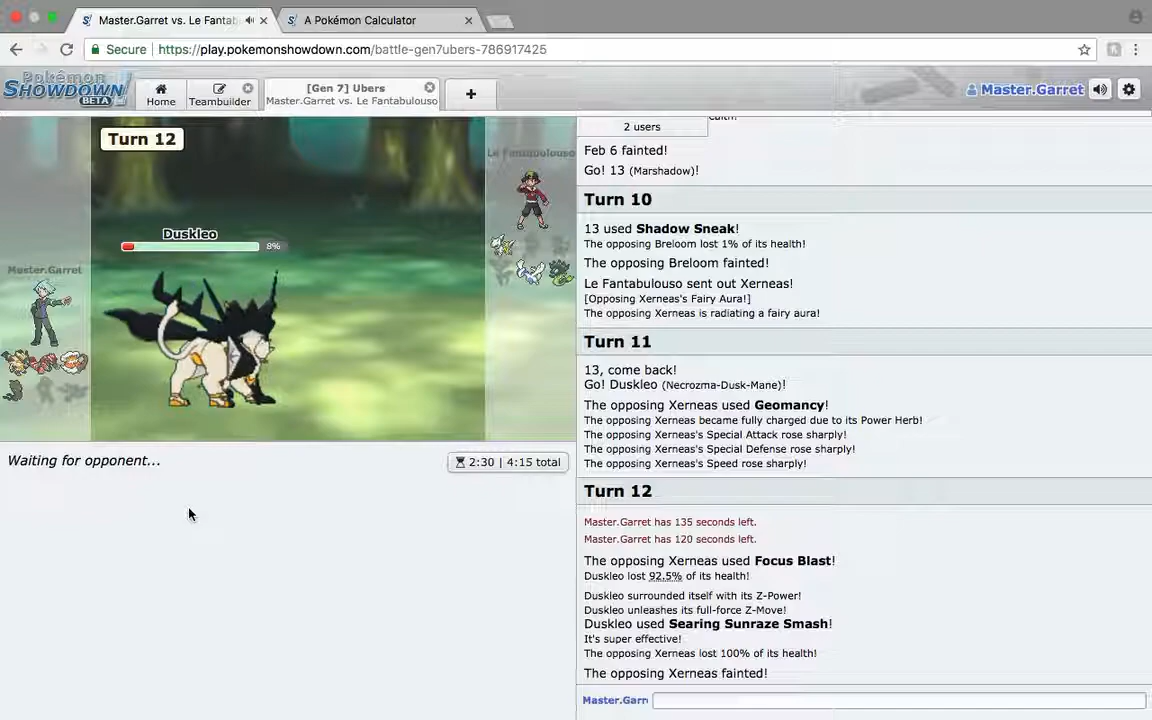 Master.Garret vs. Le Fantab
A Pokémon Calculator
Secure
https://play.pokemonshowdown.com/battle-gen7ubers-786917425
Pokémon
SHOWDOWN!
BETA
Home
Teambuilder
[Gen 7] Ubers
Master.Garret vs. Le Fantabulouso
+
Master.Garret
Turn 12
Le Fantabulouso
Duskleo
8%
Master.Garret
Waiting for opponent...
2:30 | 4:15 total
2 users
Feb 6 fainted!
Go! 13 (Marshadow)!
Turn 10
13 used Shadow Sneak!
The opposing Breloom lost 1% of its health!
The opposing Breloom fainted!
Le Fantabulouso sent out Xerneas!
[Opposing Xerneas's Fairy Aura!]
The opposing Xerneas is radiating a fairy aura!
Turn 11
13, come back!
Go! Duskleo (Necrozma-Dusk-Mane)!
The opposing Xerneas used Geomancy!
The opposing Xerneas became fully charged due to its Power Herb!
The opposing Xerneas's Special Attack rose sharply!
The opposing Xerneas's Special Defense rose sharply!
The opposing Xerneas's Speed rose sharply!
Turn 12
Master.Garret has 135 seconds left.
Master.Garret has 120 seconds left.
The opposing Xerneas used Focus Blast!
Duskleo lost 92.5% of its health!
Duskleo surrounded itself with its Z-Power!
Duskleo unleashes its full-force Z-Move!
Duskleo used Searing Sunraze Smash!
It's super effective!
The opposing Xerneas lost 100% of its health!
The opposing Xerneas fainted!
Master.Garr